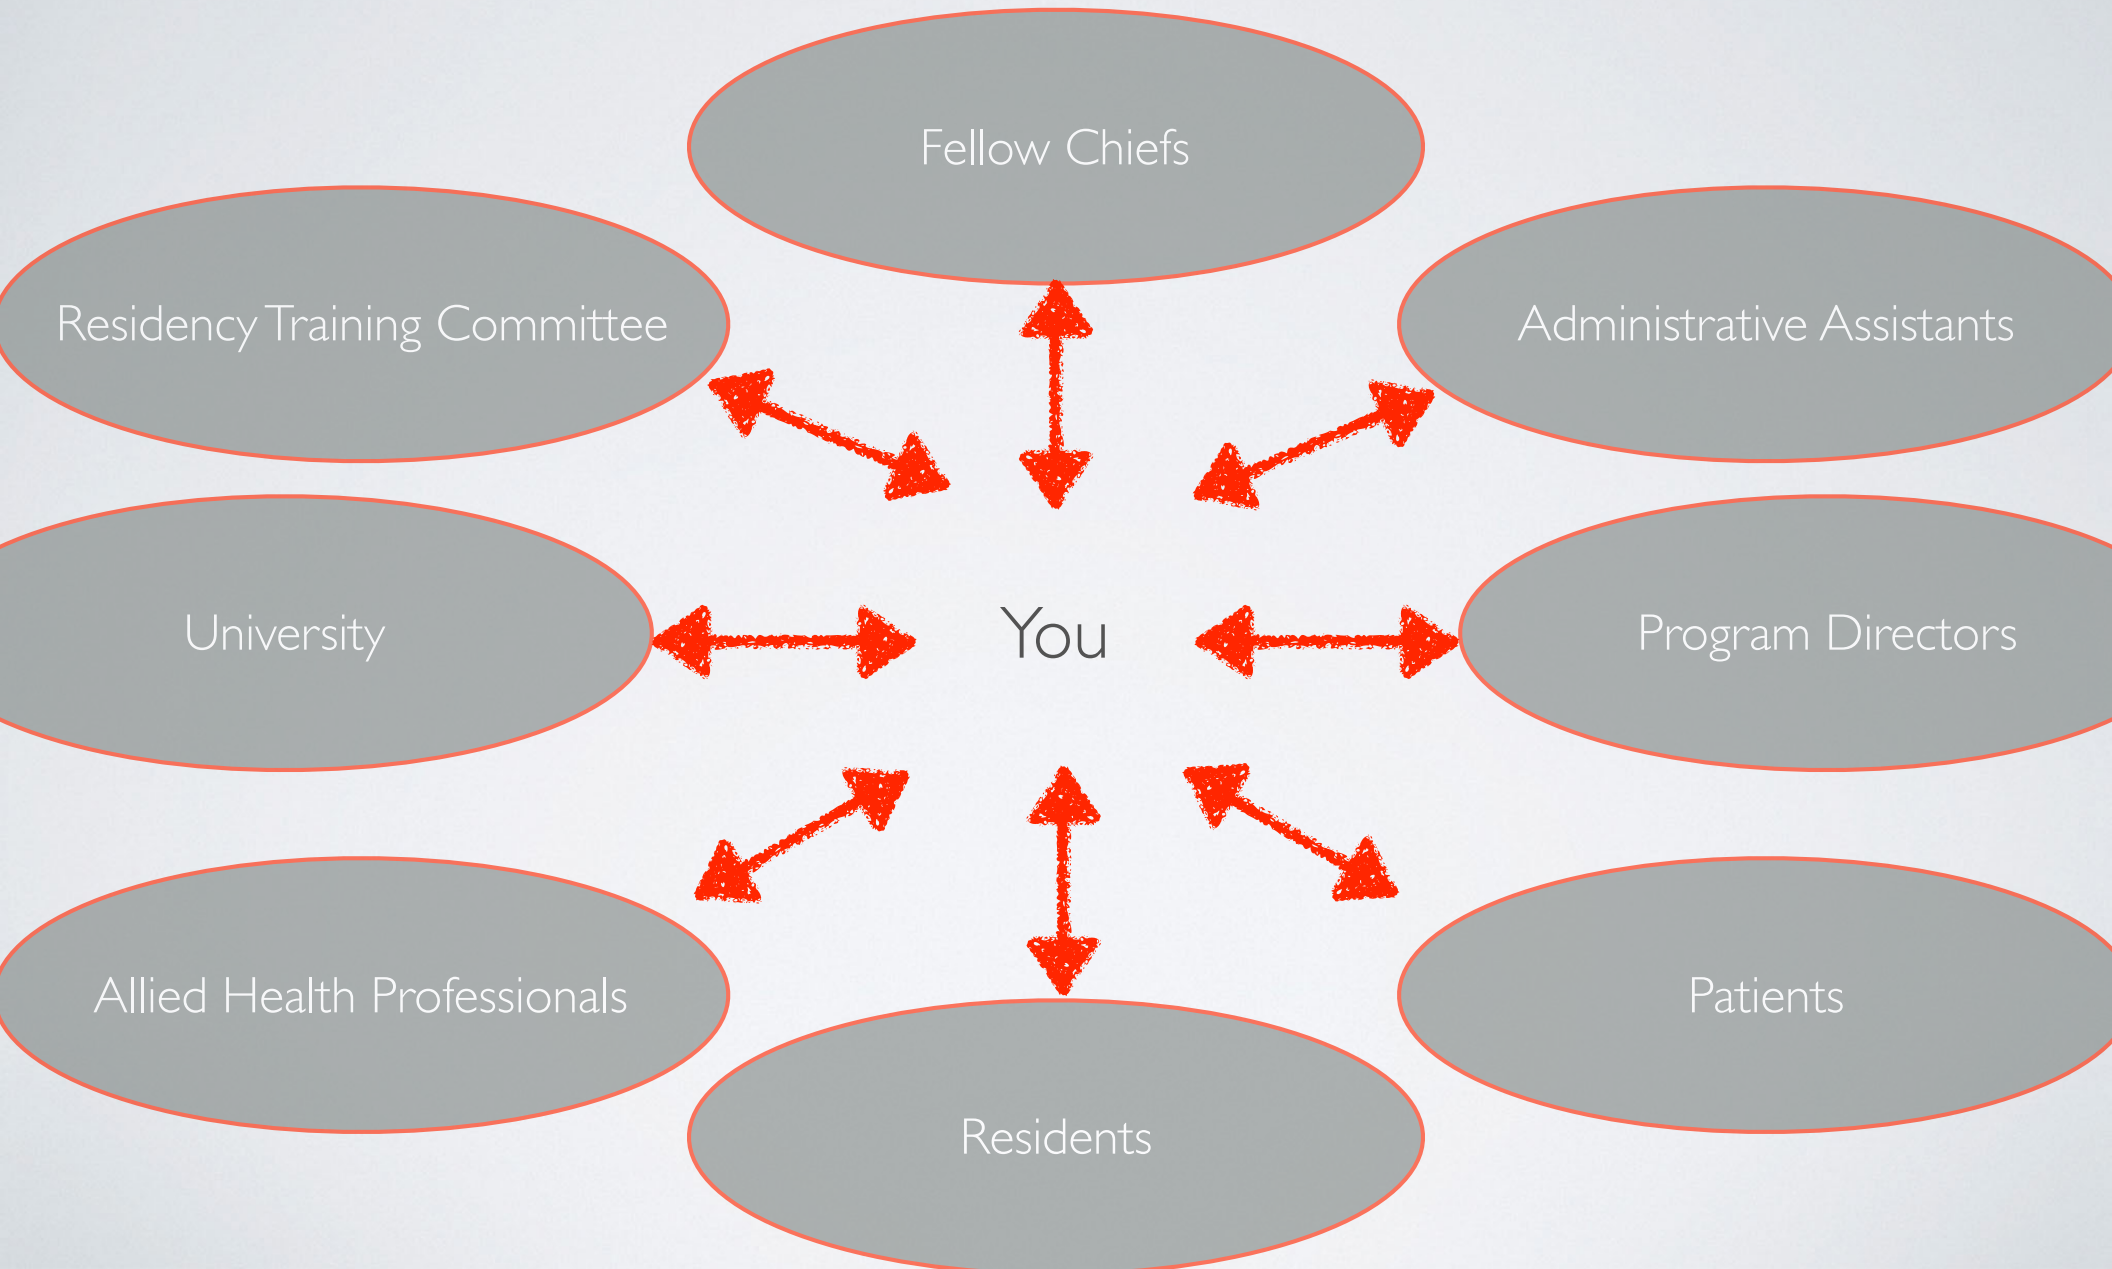 Fellow Chiefs
Residency Training Committee
Administrative Assistants
University
You
Program Directors
Allied Health Professionals
Patients
Residents